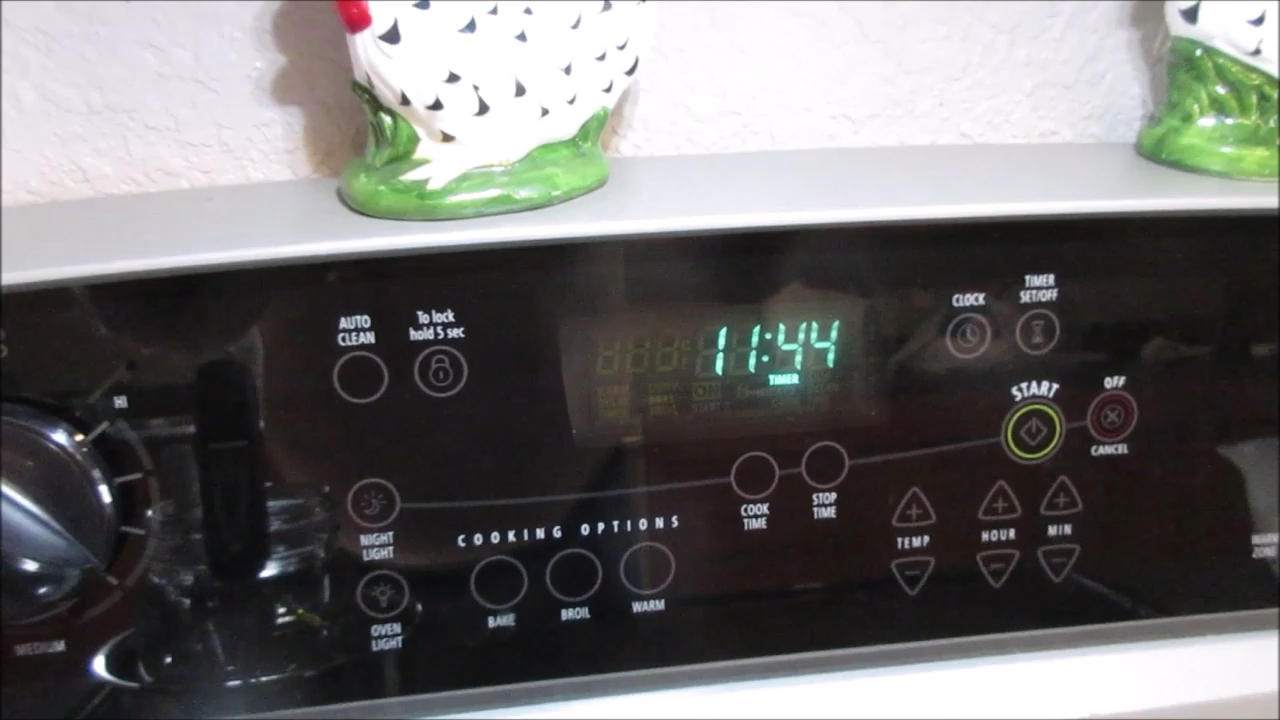 AUTO
CLEAN
To lock
hold 5 sec
11:44
TIMER
CLOCK
TIMER
SET/OFF
START
OFF
CANCEL
HI
NIGHT
LIGHT
COOKING OPTIONS
COOK
TIME
STOP
TIME
TEMP
HOUR
MIN
OVEN
LIGHT
BAKE
BROIL
WARM
MEDIUM